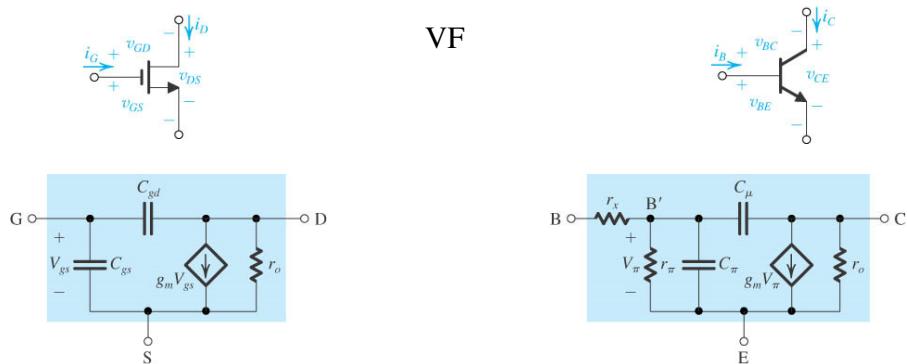 i_D
i_G + v_GD
v_DS
v_GS
VF
i_C
i_B + v_BC
v_CE
v_BE
C_gd
G
D
V_gs
C_gs
g_m V_gs
r_o
S
C_μ
B
r_x
B′
C
V_π
r_π
C_π
g_m V_π
r_o
E